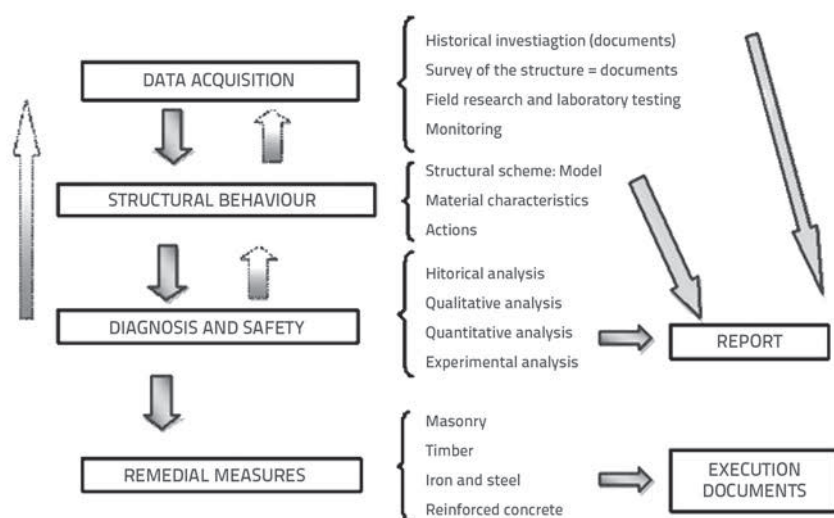 DATA ACQUISITION
Historical investiagtion (documents)
Survey of the structure = documents
Field research and laboratory testing
Monitoring
STRUCTURAL BEHAVIOUR
Structural scheme: Model
Material characteristics
Actions
DIAGNOSIS AND SAFETY
Hitorical analysis
Qualitative analysis
Quantitative analysis
Experimental analysis
REPORT
REMEDIAL MEASURES
Masonry
Timber
Iron and steel
Reinforced concrete
EXECUTION
DOCUMENTS